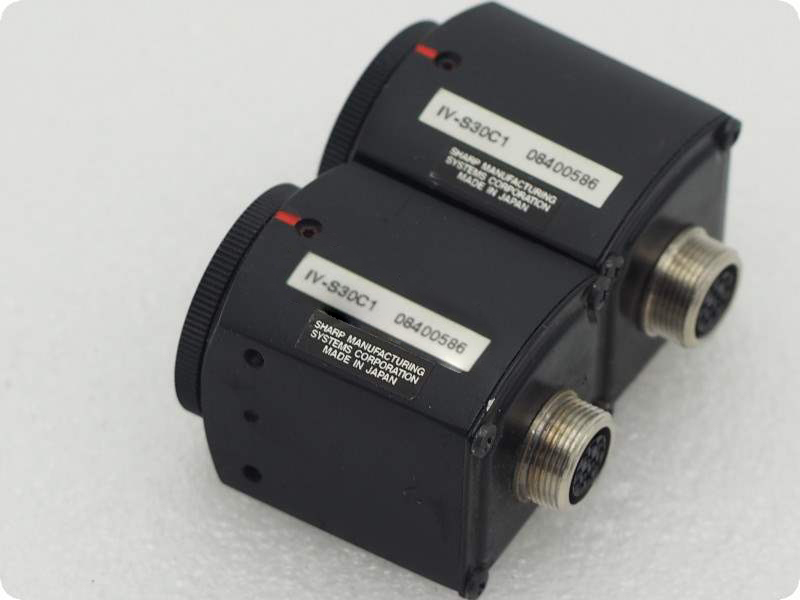 IV-S30C1 08400586
SHARP MANUFACTURING
SYSTEMS CORPORATION
MADE IN JAPAN
IV-S30C1 08400586
SHARP MANUFACTURING
SYSTEMS CORPORATION
MADE IN JAPAN